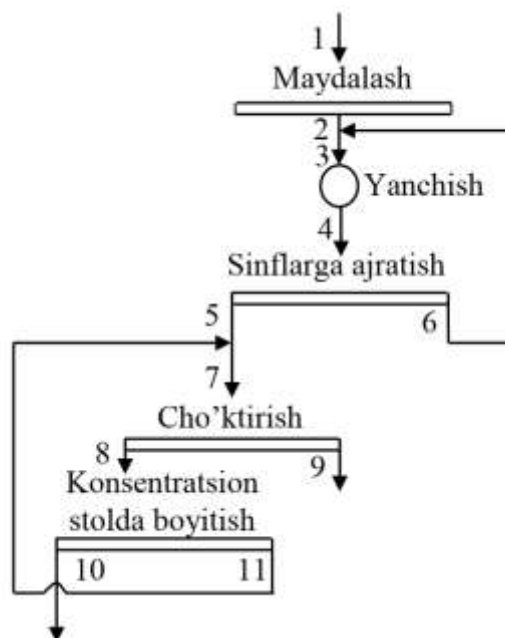 1
Maydalash
2
3
Yanchish
4
Sinflarga ajratish
5
6
7
Cho'ktirish
8
9
Konsentratsion
stolda boyitish
10
11